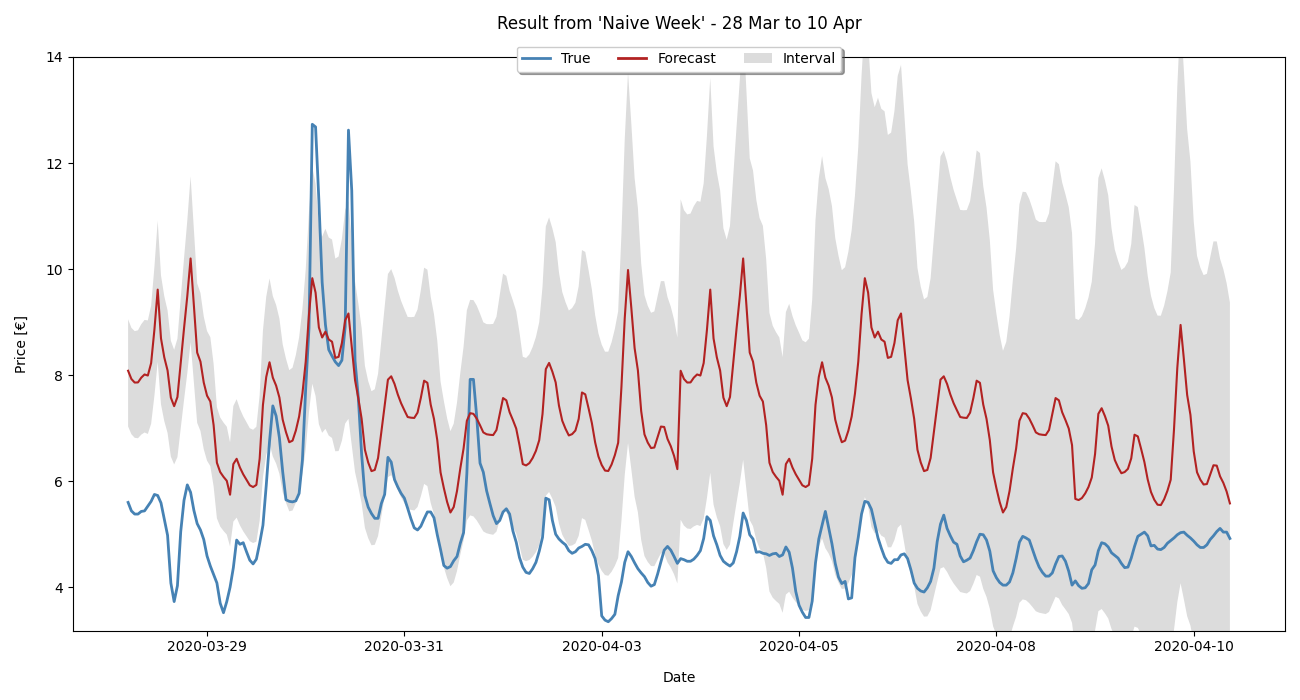 Result from 'Naive Week' - 28 Mar to 10 Apr
True Forecast Interval
14
12
10
8
6
4
Price [€]
2020-03-29 2020-03-31 2020-04-03 2020-04-05 2020-04-08 2020-04-10
Date